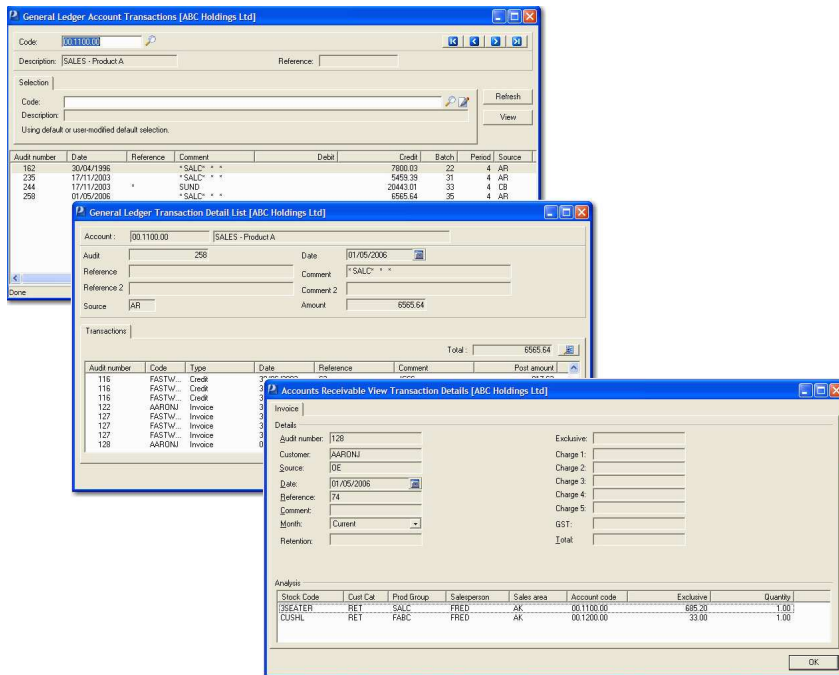 General Ledger Account Transactions [ABC Holdings Ltd]
Code: 00.1100.00
Description: SALES - Product A Reference:
Selection
Code:
Description:
Using default or user-modified default selection.
Refresh
View
Audit number Date Reference Comment Debit Credit Batch Period Source
162 30/04/1996 * SALC* * * 7800.03 22 4 AR
235 17/11/2003 * SALC* * * 5459.39 31 4 AR
244 17/11/2003 * SUND 20443.01 33 4 CB
258 01/05/2006 * SALC* * * 6565.64 35 4 AR
Done
General Ledger Transaction Detail List [ABC Holdings Ltd]
Account : 00.1100.00 SALES - Product A
Audit 258 Date 01/05/2006
Reference Comment * SALC* * *
Reference 2 Comment 2
Source AR Amount 6565.64
Transactions
Total : 6565.64
Audit number Code Type Date Reference Comment Post amount
116 FASTW... Credit
116 FASTW... Credit 3
116 FASTW... Credit 3
122 AARONJ Invoice 3
127 FASTW... Invoice 3
127 FASTW... Invoice 3
127 FASTW... Invoice 3
128 AARONJ Invoice 0
Accounts Receivable View Transaction Details [ABC Holdings Ltd]
Invoice
Details
Audit number: 128 Exclusive:
Customer: AARONJ Charge 1:
Source: OE Charge 2:
Date: 01/05/2006 Charge 3:
Reference: 74 Charge 4:
Comment: Charge 5:
Month: Current GST:
Retention: Total:
Analysis
Stock Code Cust Cat Prod Group Salesperson Sales area Account code Exclusive Quantity
3SEATER RET SALC FRED AK 00.1100.00 685.20 1.00
CUSHL RET FABC FRED AK 00.1200.00 33.00 1.00
OK